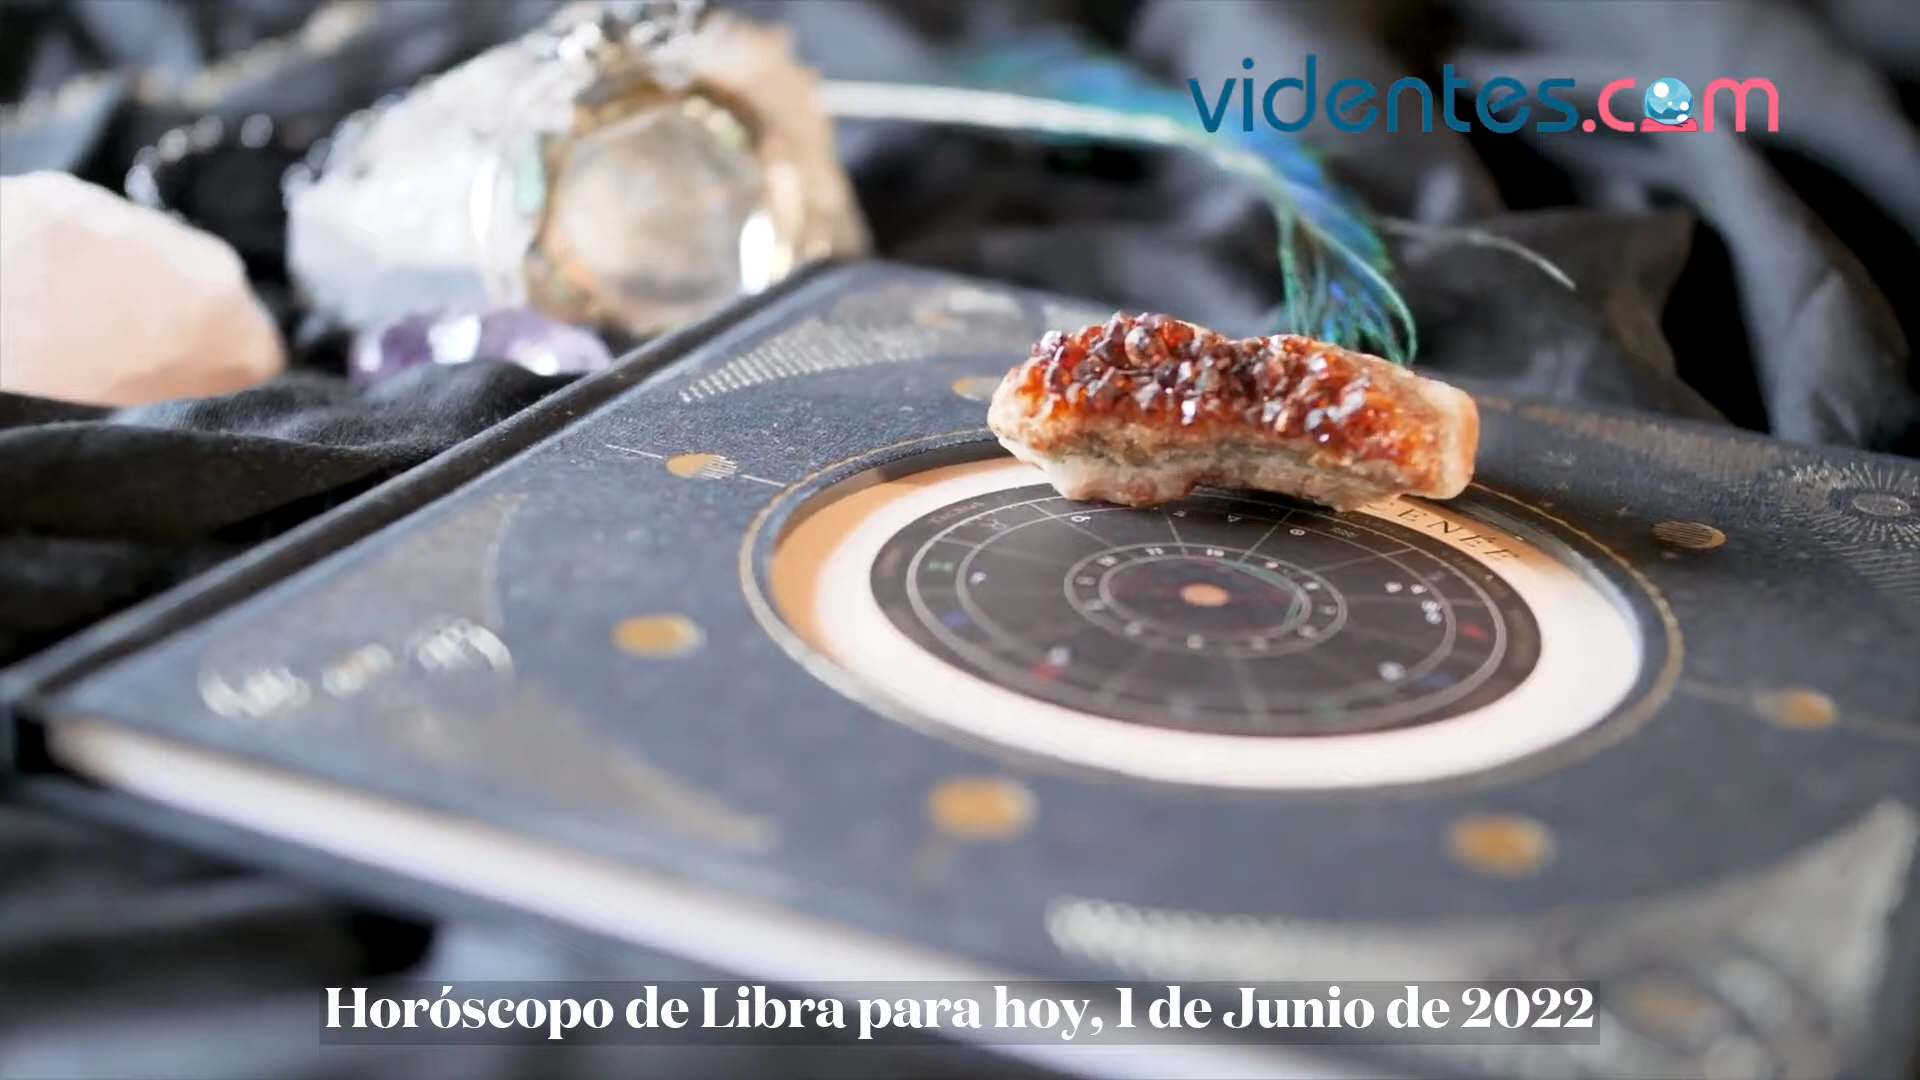 videntes.com
Horóscopo de Libra para hoy, 1 de Junio de 2022